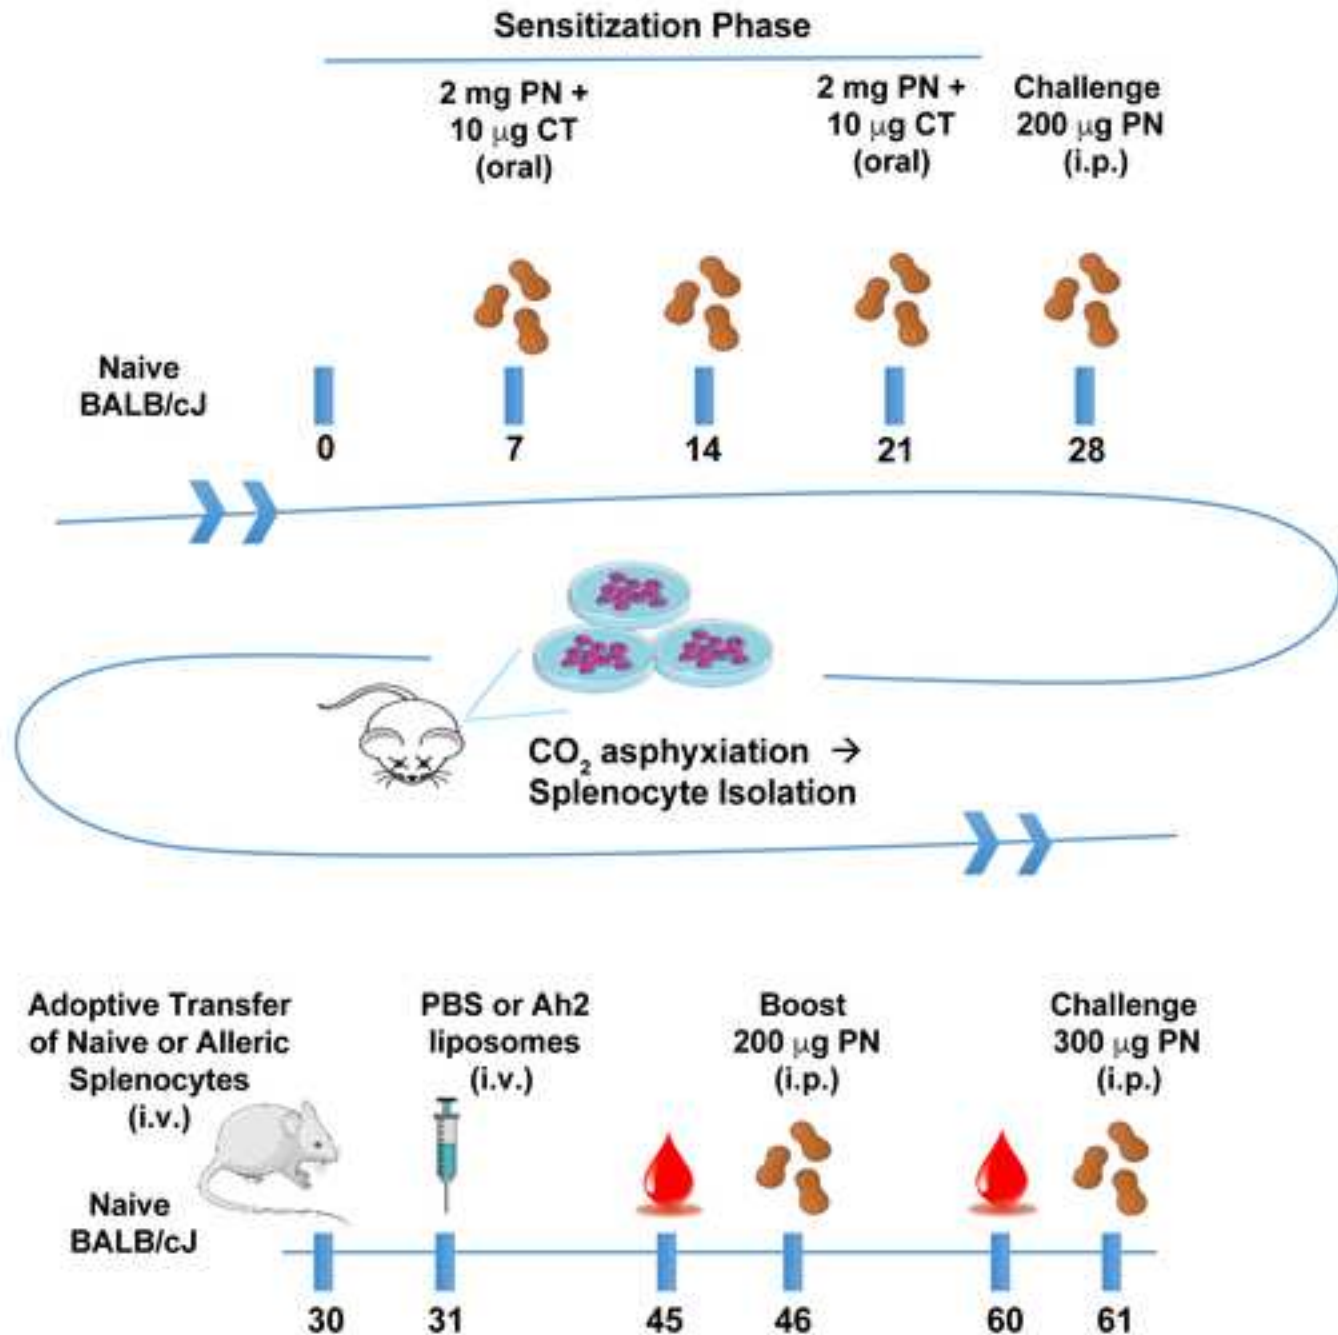 Sensitization Phase
2 mg PN +
10 μg CT
(oral)
2 mg PN +
10 μg CT
(oral)
Challenge
200 μg PN
(i.p.)
Naive
BALB/cJ
0
7
14
21
28
CO₂ asphyxiation →
Splenocyte Isolation
Adoptive Transfer
of Naive or Alleric
Splenocytes
(i.v.)
PBS or Ah2
liposomes
(i.v.)
Boost
200 μg PN
(i.p.)
Challenge
300 μg PN
(i.p.)
Naive
BALB/cJ
30
31
45
46
60
61